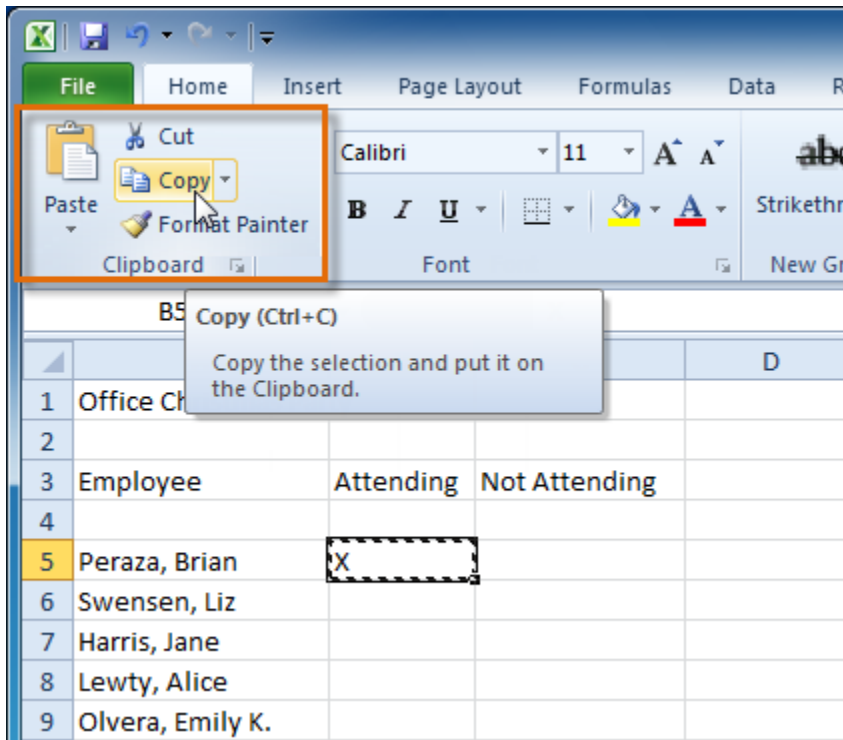 File Home Insert Page Layout Formulas Data
Cut
Calibri 11 A A abc
Copy
Paste B I U A
Format Painter
Clipboard Font New
B5
Copy (Ctrl+C)
Copy the selection and put it on
the Clipboard.
D
1 Office
2
3 Employee Attending Not Attending
4
5 Peraza, Brian X
6 Swensen, Liz
7 Harris, Jane
8 Lewty, Alice
9 Olvera, Emily K.